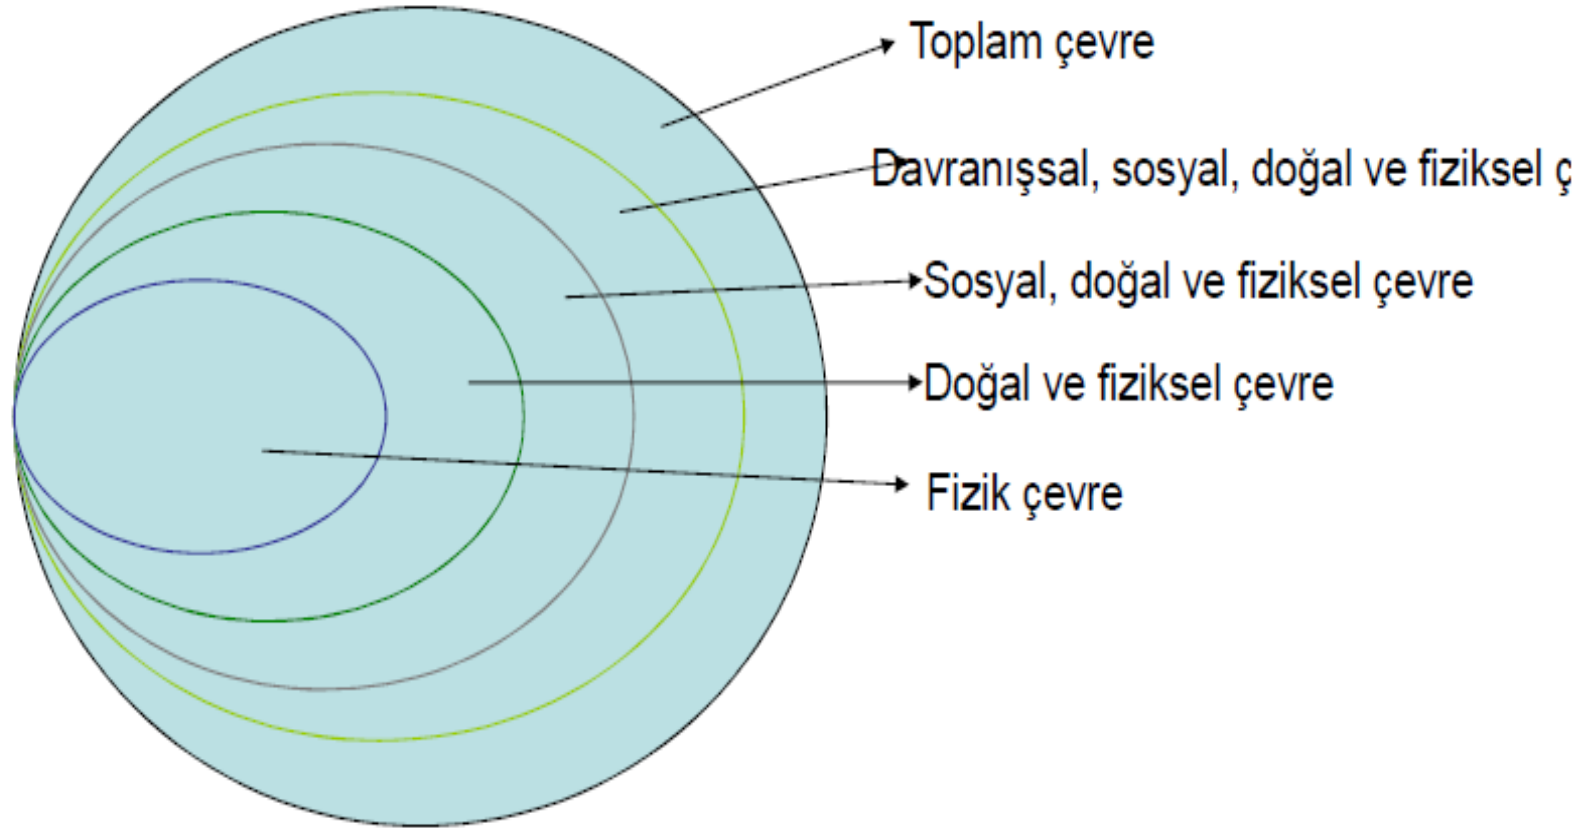 Toplam çevre
Davranışsal, sosyal, doğal ve fiziksel ç
Sosyal, doğal ve fiziksel çevre
Doğal ve fiziksel çevre
Fizik çevre